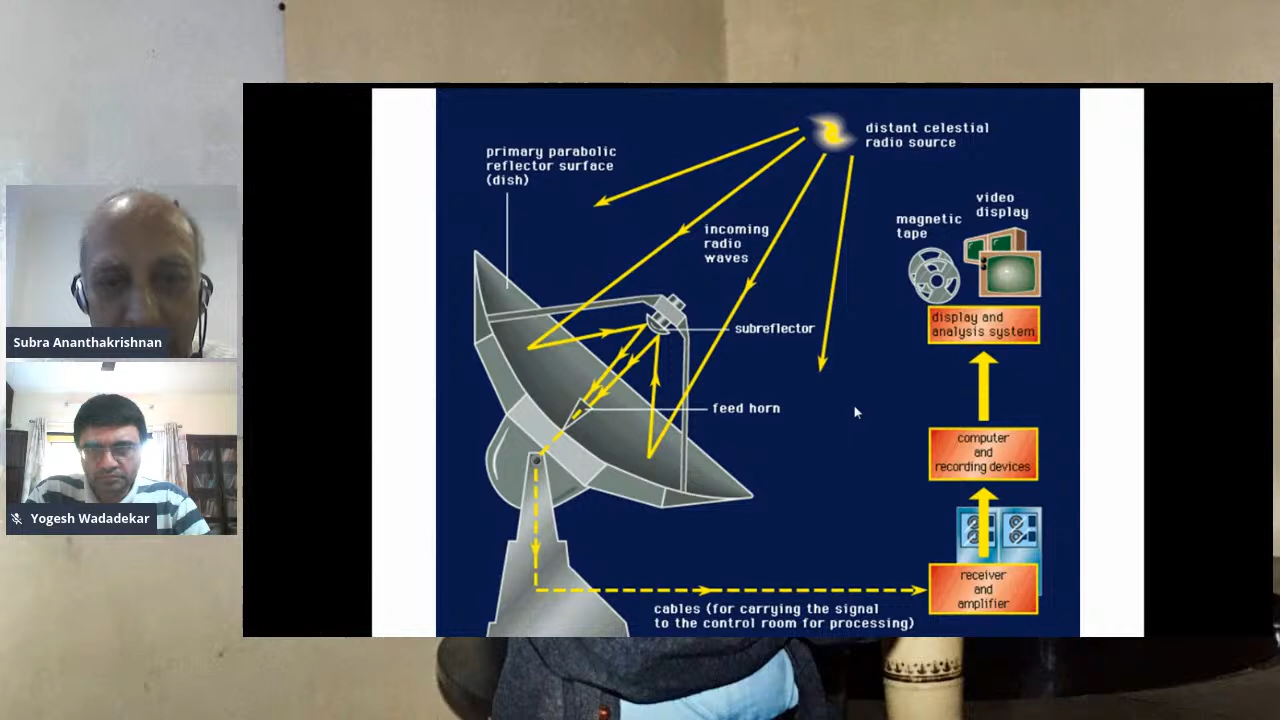 distant celestial
radio source
primary parabolic
reflector surface
(dish)
video
display
magnetic
tape
incoming
radio
waves
display and
analysis system
subreflector
Subra Ananthakrishnan
feed horn
computer
and
recording devices
Yogesh Wadadekar
receiver
and
amplifier
cables (for carrying the signal
to the control room for processing)